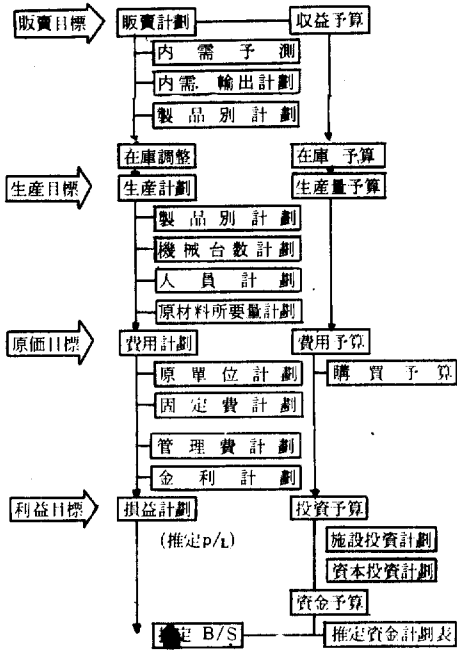 販賣目標 販賣計劃 収益予算
内需予測
内需. 輸出計劃
製品別計劃
在庫調整 在庫予算
生産目標 生産計劃 生産量予算
製品別計劃
機械台数計劃
人員計劃
原材料所要量計劃
原価目標 費用計劃 費用予算
原單位計劃 購買予算
固定費計劃
管理費計劃
金利計劃
利益目標 損益計劃 投資予算
(推定p/L) 施設投資計劃
資本投資計劃
資金予算
定 B/S 推定資金計劃表